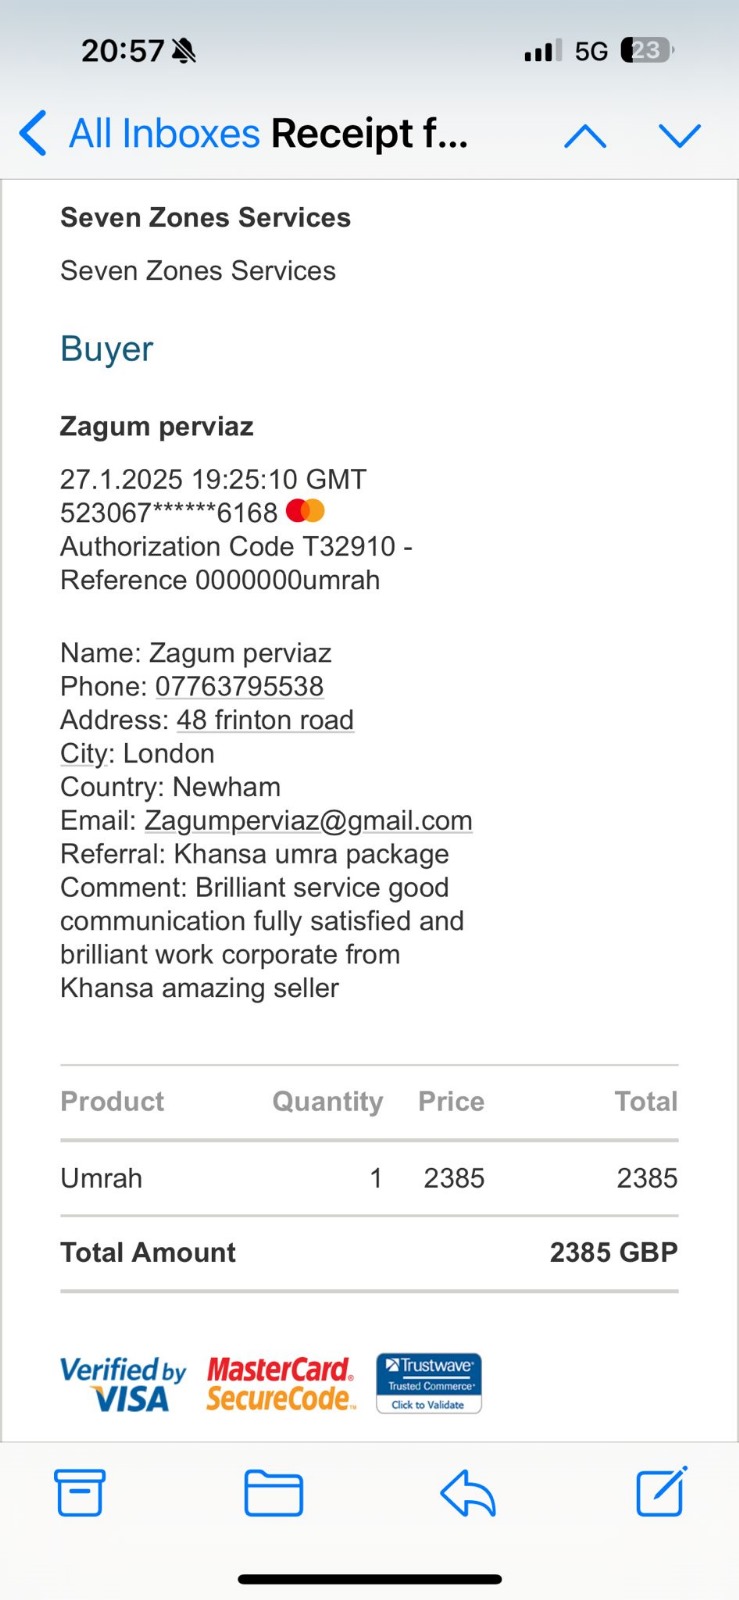 20:57
5G 23
All Inboxes Receipt f...
Seven Zones Services
Seven Zones Services
Buyer
Zagum perviaz
27.1.2025 19:25:10 GMT
523067******6168
Authorization Code T32910 -
Reference 0000000umrah
Name: Zagum perviaz
Phone: 07763795538
Address: 48 frinton road
City: London
Country: Newham
Email: Zagumperviaz@gmail.com
Referral: Khansa umra package
Comment: Brilliant service good
communication fully satisfied and
brilliant work corporate from
Khansa amazing seller
Product Quantity Price Total
Umrah 1 2385 2385
Total Amount 2385 GBP
Verified by VISA
MasterCard. SecureCode™
Trustwave® Trusted Commerce® Click to Validate